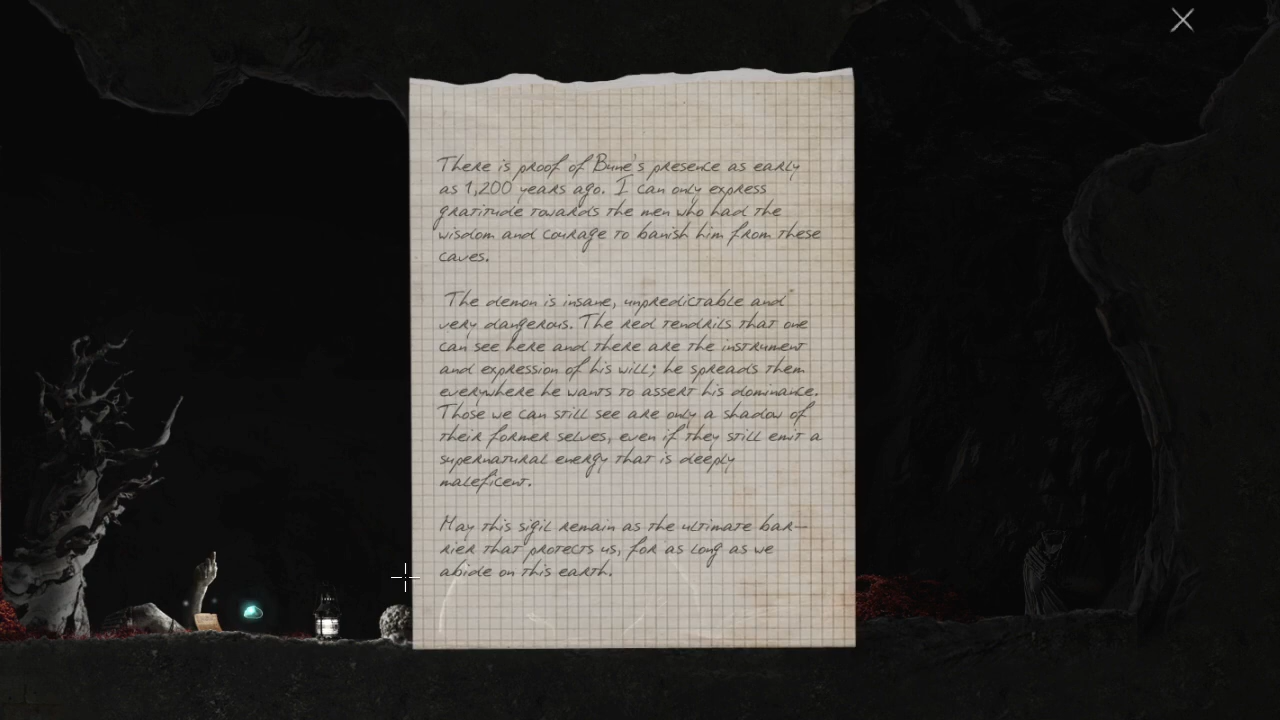 There is proof of Bune's presence as early
as 1,200 years ago. I can only express
gratitude towards the men who had the
wisdom and courage to banish him from these
caves.
The demon is insane, unpredictable and
very dangerous. The red tendrils that one
can see here and there are the instrument
and expression of his will; he spreads them
everywhere he wants to assert his dominance.
Those we can still see are only a shadow of
their former selves, even if they still emit a
supernatural energy that is deeply
maleficent.
May this sigil remain as the ultimate bar-
rier that protects us, for as long as we
abide on this earth.